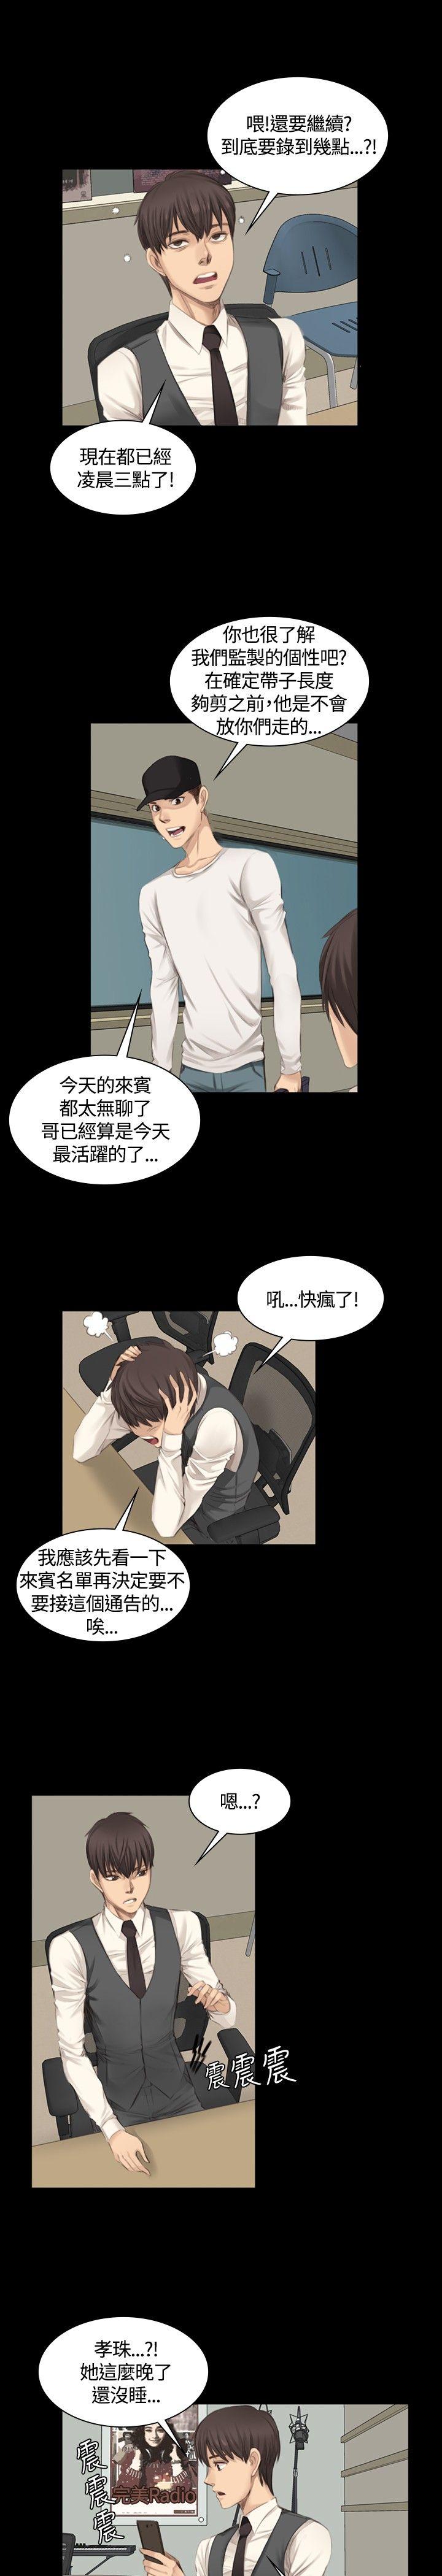 喂!還要繼續?
到底要錄到幾點...?!
現在都已經
凌晨三點了!
你也很了解
我們監製的個性吧?
在確定帶子長度
夠剪之前,他是不會
放你們走的...
今天的來賓
都太無聊了
哥已經算是今天
最活躍的了...
吼...快瘋了!
我應該先看一下
來賓名單再決定要不
要接這個通告的...
唉...
嗯...?
震震震
孝珠...?!
她這麼晚了
還沒睡...
震
震
震
完美Radio